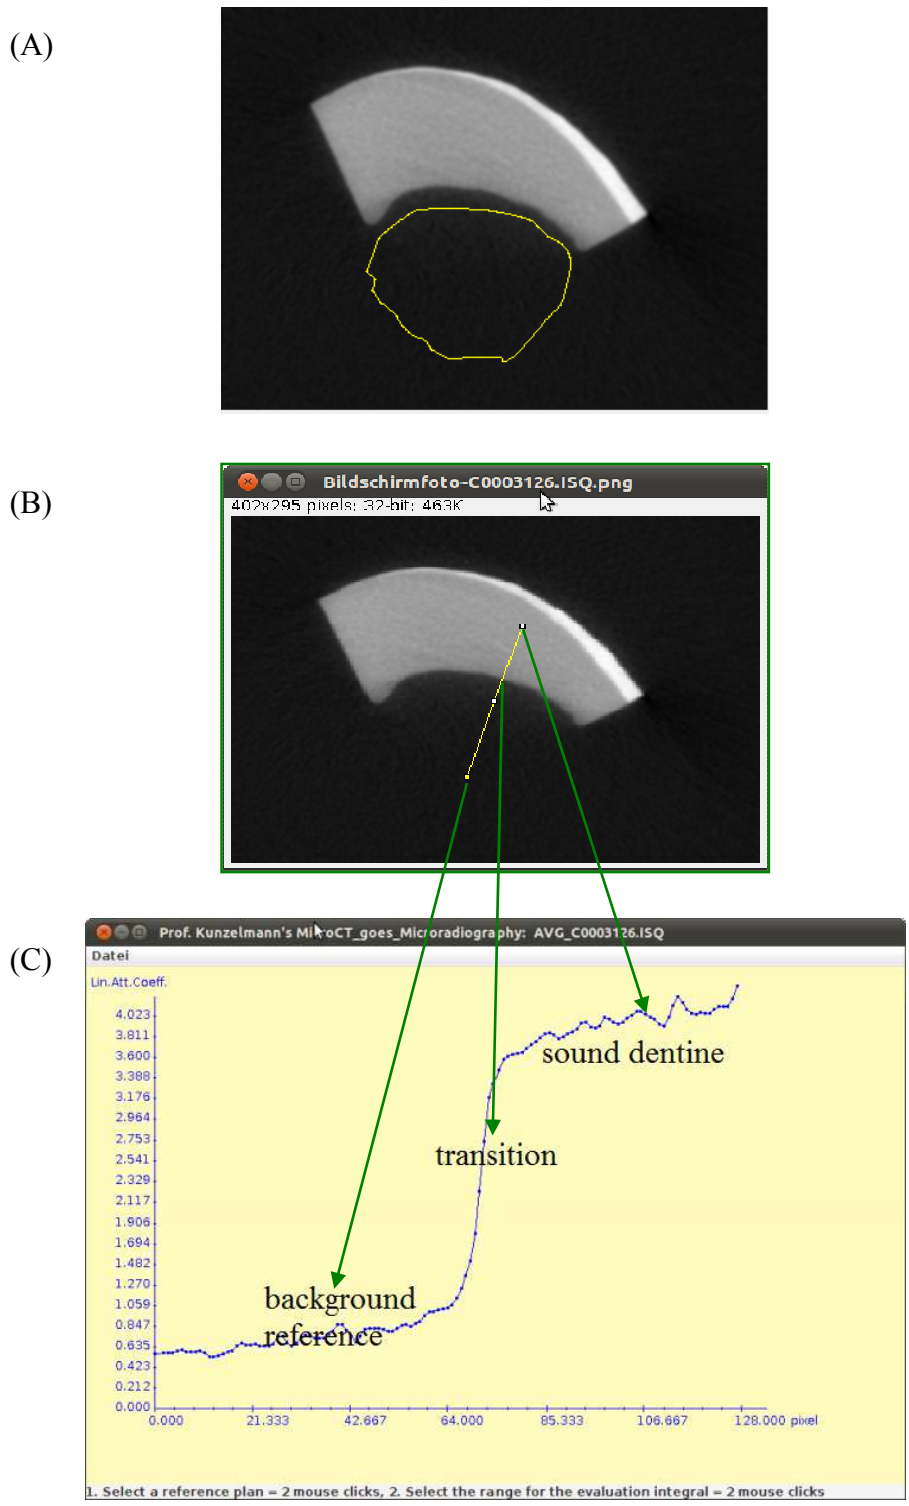 (A)
(B)
Bildschirmfoto-C0003126.ISQ.png
402x295 pixels; 32-bit; 463K
(C)
Prof. Kunzelmann's MicroCT_goes_Microradiography: AVG_C0003126.ISQ
Datei
Lin.Att.Coeff.
4.023
3.811
3.600
3.388
3.176
2.964
2.753
2.541
2.329
2.117
1.906
1.694
1.482
1.270
1.059
0.847
0.635
0.423
0.212
0.000
sound dentine
transition
background
reference
0.000 21.333 42.667 64.000 85.333 106.667 128.000 pixel
1. Select a reference plan = 2 mouse clicks, 2. Select the range for the evaluation integral = 2 mouse clicks